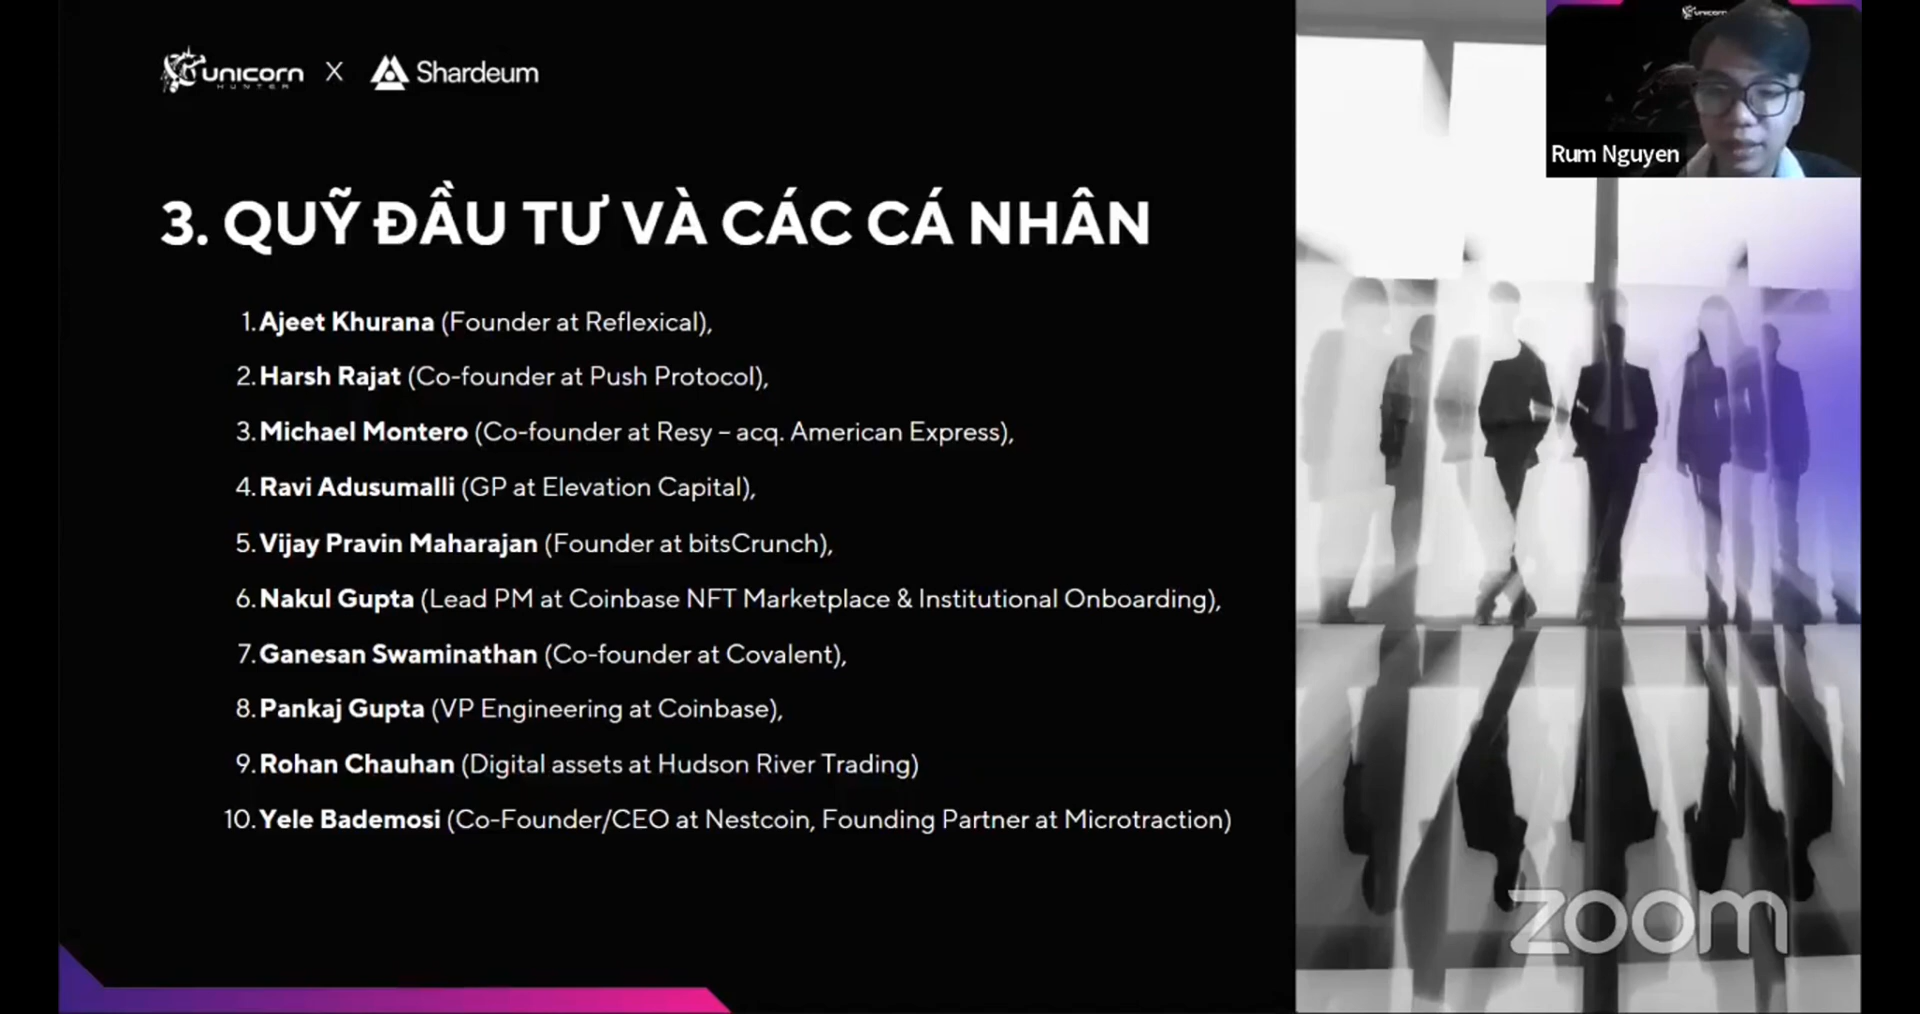 unicorn
HUNTER
X
Shardeum
unicorn
Rum Nguyen
3. QUỸ ĐẦU TƯ VÀ CÁC CÁ NHÂN
1. Ajeet Khurana (Founder at Reflexical),
2. Harsh Rajat (Co-founder at Push Protocol),
3. Michael Montero (Co-founder at Resy – acq. American Express),
4. Ravi Adusumalli (GP at Elevation Capital),
5. Vijay Pravin Maharajan (Founder at bitsCrunch),
6. Nakul Gupta (Lead PM at Coinbase NFT Marketplace & Institutional Onboarding),
7. Ganesan Swaminathan (Co-founder at Covalent),
8. Pankaj Gupta (VP Engineering at Coinbase),
9. Rohan Chauhan (Digital assets at Hudson River Trading)
10. Yele Bademosi (Co-Founder/CEO at Nestcoin, Founding Partner at Microtraction)
zoom